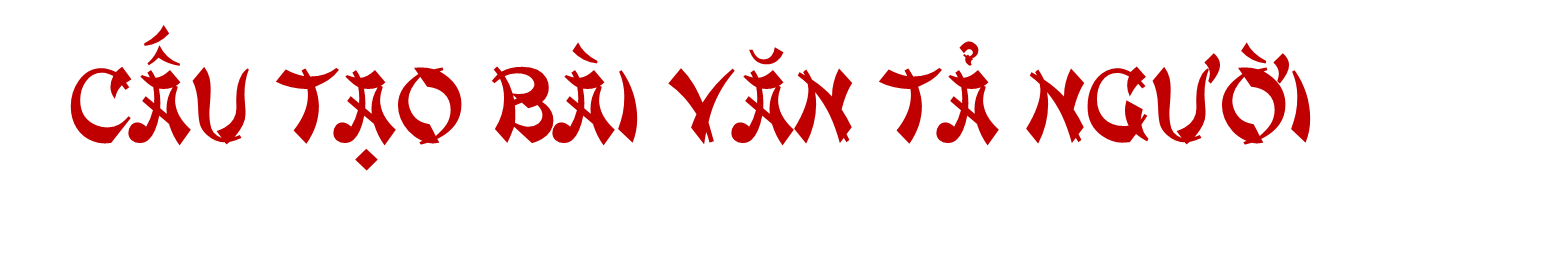 CẤU TẠO BÀI VĂN TẢ NGƯỜI